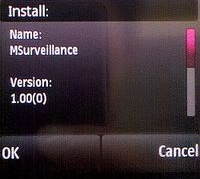 Install:
Name:
MSurveillance
Version:
1.00(0)
OK
Cancel